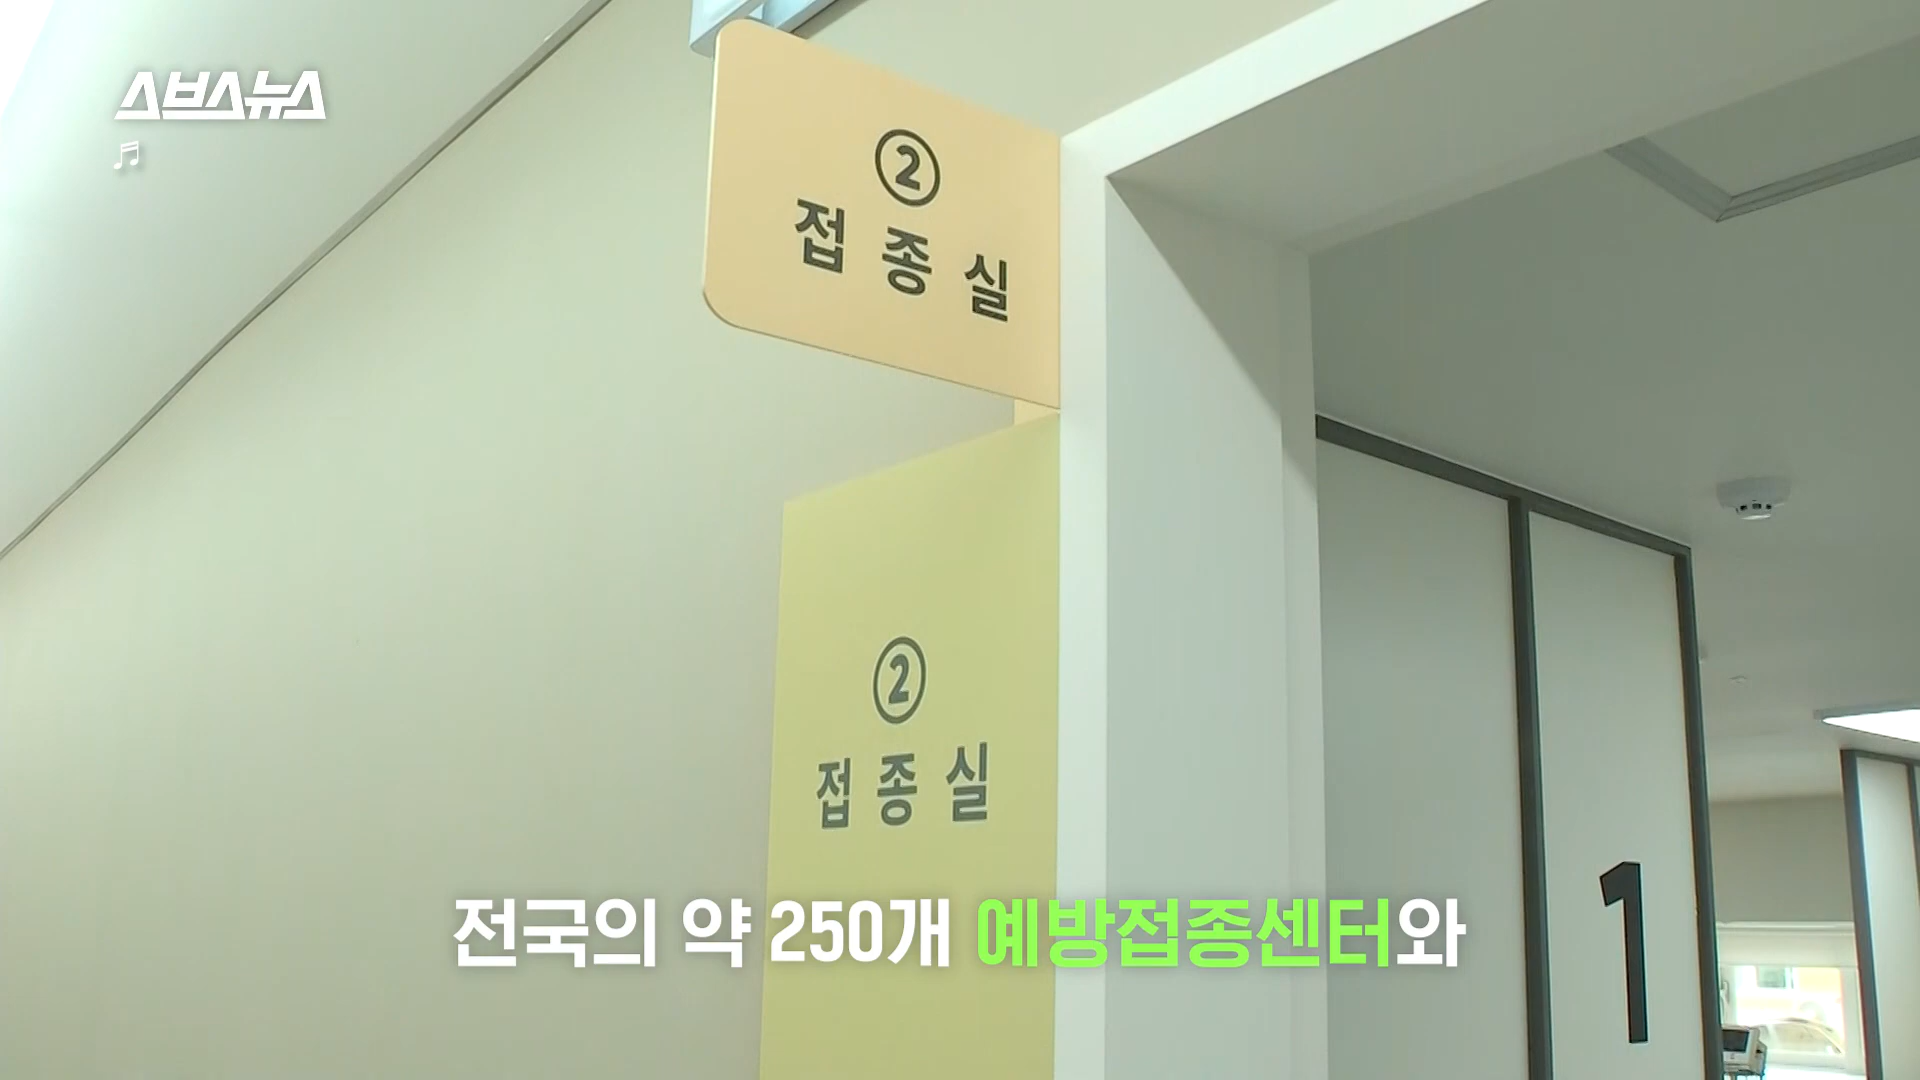 스브스뉴스
②
접 종 실
②
접 종 실
1
전국의 약 250개 예방접종센터와